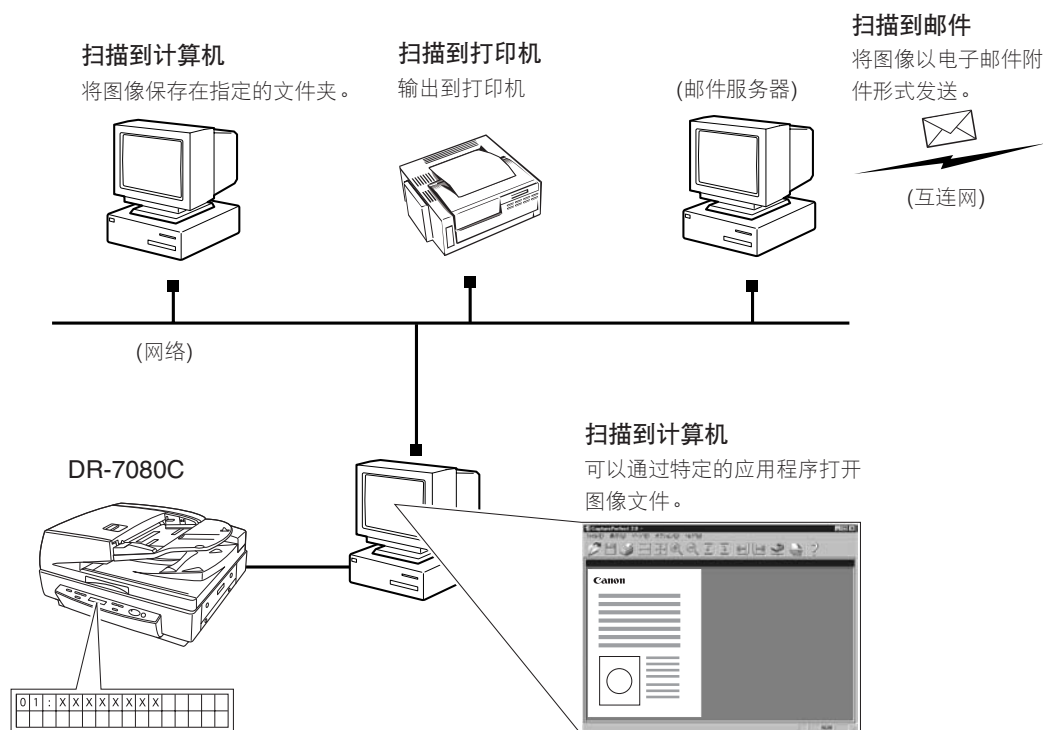 扫描到计算机
将图像保存在指定的文件夹。
扫描到打印机
输出到打印机
(邮件服务器)
扫描到邮件
将图像以电子邮件附
件形式发送。
(互连网)
(网络)
DR-7080C
扫描到计算机
可以通过特定的应用程序打开
图像文件。
CapturePerfect 2.0 -
Canon
01:XXXXXXXX